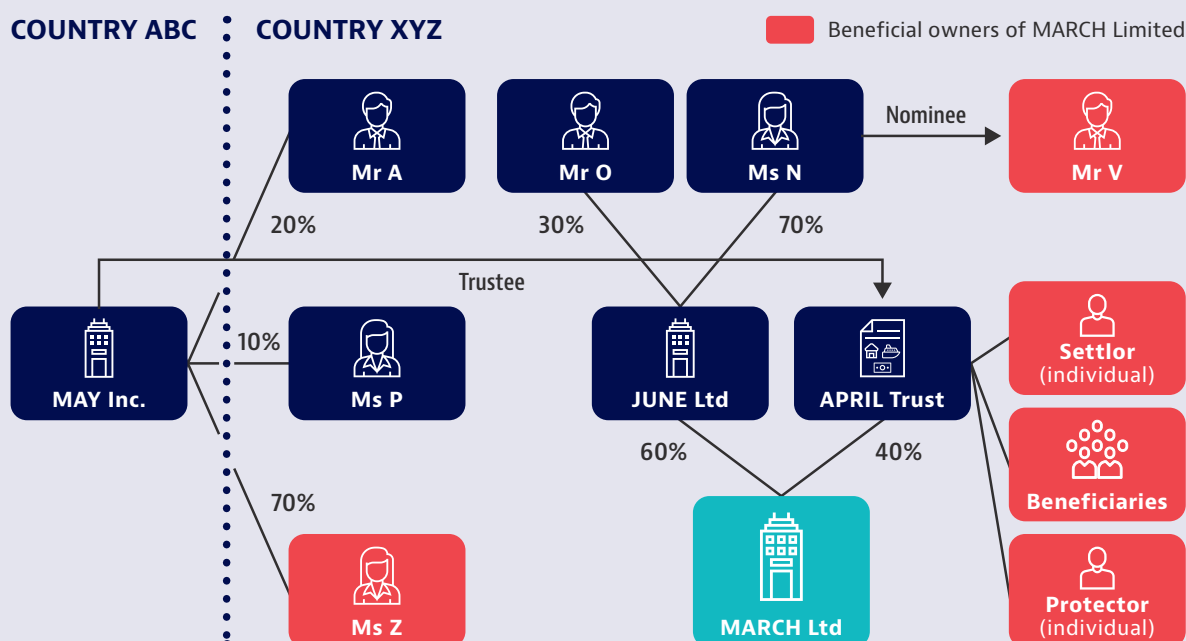 COUNTRY ABC
COUNTRY XYZ
Beneficial owners of MARCH Limited
Mr A
Mr O
Ms N
Nominee
Mr V
20%
30%
70%
Trustee
MAY Inc.
10%
Ms P
JUNE Ltd
APRIL Trust
Settlor
(individual)
60%
40%
Beneficiaries
70%
Ms Z
MARCH Ltd
Protector
(individual)